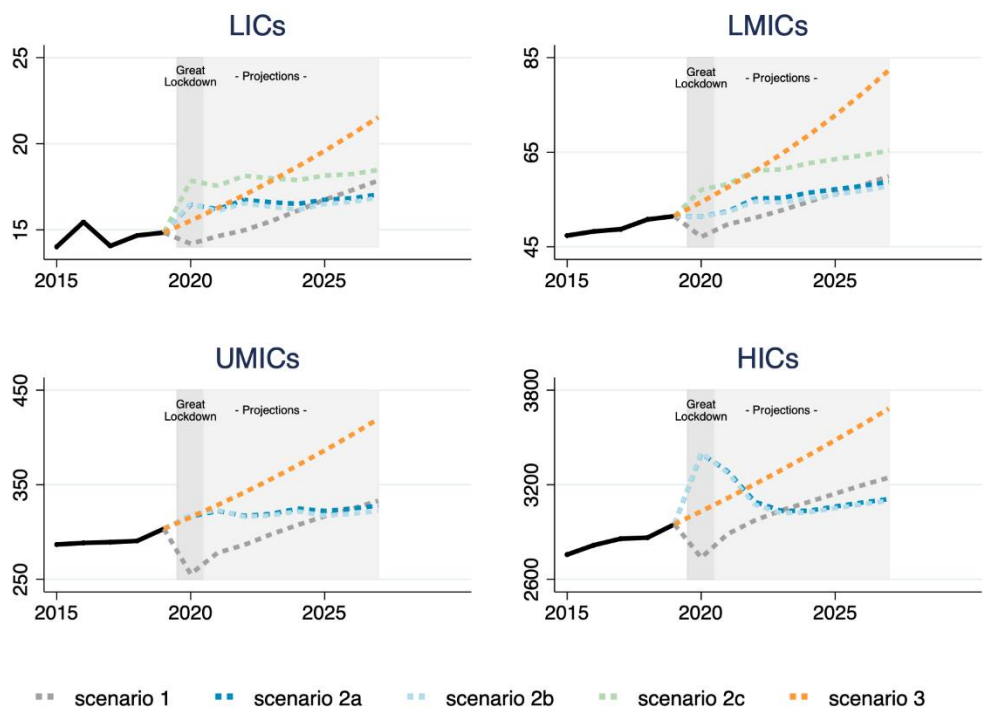 LICs
25
20
15
2015 2020 2025
Great
Lockdown
- Projections -
LMICs
85
65
45
2015 2020 2025
Great
Lockdown
- Projections -
UMICs
450
350
250
2015 2020 2025
Great
Lockdown
- Projections -
HICs
3800
3200
2600
2015 2020 2025
Great
Lockdown
- Projections -
scenario 1 scenario 2a scenario 2b scenario 2c scenario 3